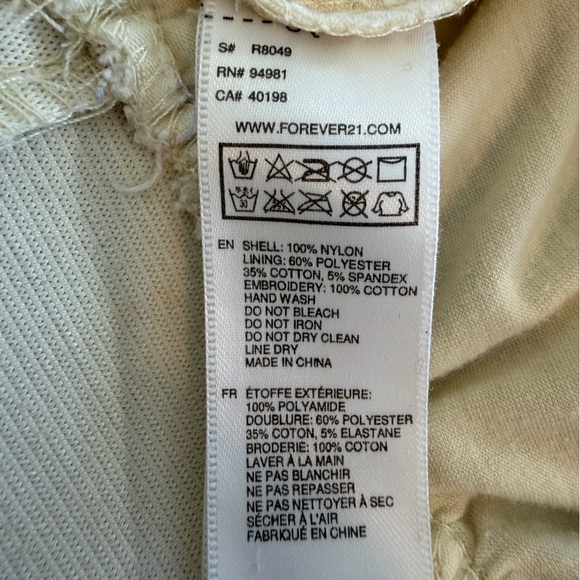 S# R8049
RN# 94981
CA# 40198
WWW.FOREVER21.COM
30
EN SHELL: 100% NYLON
LINING: 60% POLYESTER
35% COTTON, 5% SPANDEX
EMBROIDERY: 100% COTTON
HAND WASH
DO NOT BLEACH
DO NOT IRON
DO NOT DRY CLEAN
LINE DRY
MADE IN CHINA
FR ÉTOFFE EXTÉRIEURE:
100% POLYAMIDE
DOUBLURE: 60% POLYESTER
35% COTON, 5% ELASTANE
BRODERIE: 100% COTON
LAVER À LA MAIN
NE PAS BLANCHIR
NE PAS REPASSER
NE PAS NETTOYER À SEC
SÉCHER À L'AIR
FABRIQUÉ EN CHINE